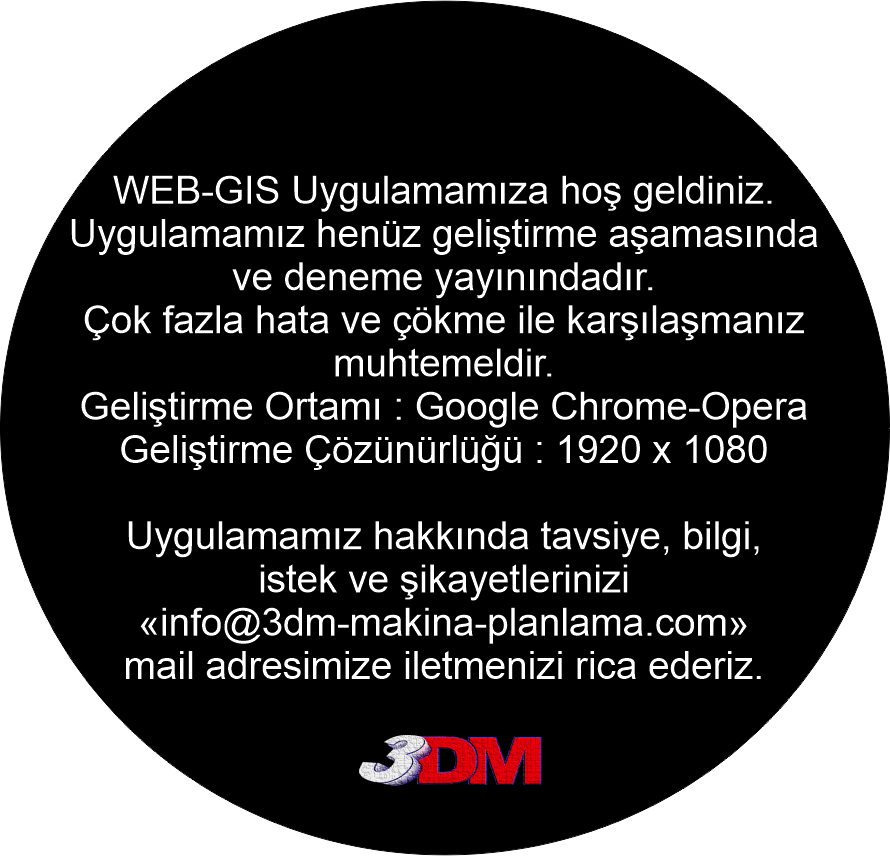 WEB-GIS Uygulamamıza hoş geldiniz.
Uygulamamız henüz geliştirme aşamasında
ve deneme yayınındadır.
Çok fazla hata ve çökme ile karşılaşmanız
muhtemeldir.
Geliştirme Ortamı : Google Chrome-Opera
Geliştirme Çözünürlüğü : 1920 x 1080
Uygulamamız hakkında tavsiye, bilgi,
istek ve şikayetlerinizi
«info@3dm-makina-planlama.com»
mail adresimize iletmenizi rica ederiz.
3DM